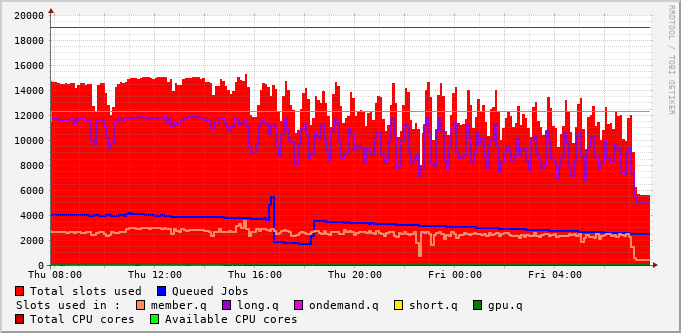 RRDTOOL / TOBI OETIKER
20000
18000
16000
14000
12000
10000
8000
6000
4000
2000
0
Thu 08:00 Thu 12:00 Thu 16:00 Thu 20:00 Fri 00:00 Fri 04:00
Total slots used Queued Jobs
Slots used in : member.q long.q ondemand.q short.q gpu.q
Total CPU cores Available CPU cores